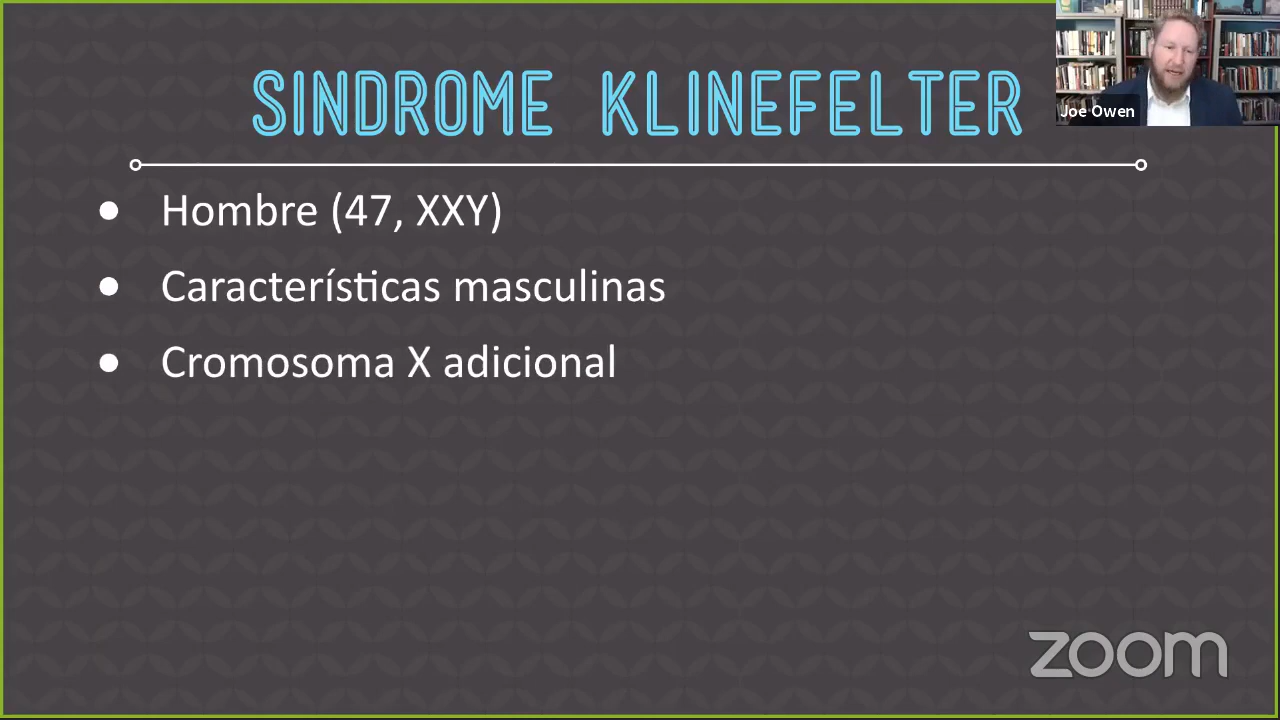 SINDROME KLINEFELTER
Joe Owen
● Hombre (47, XXY)
● Características masculinas
● Cromosoma X adicional
zoom